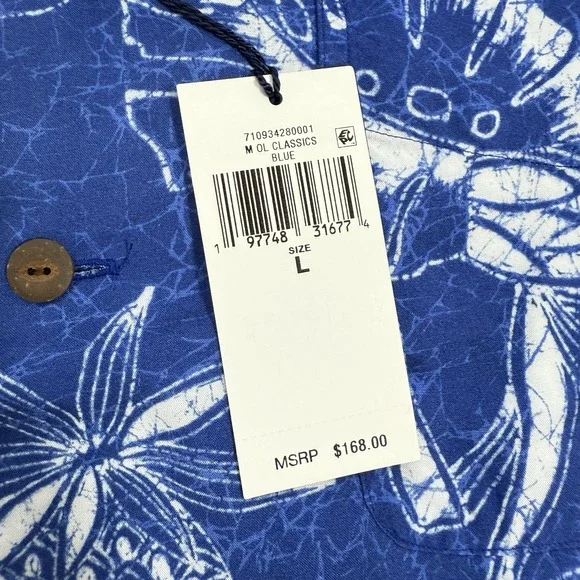 710934280001
M OL CLASSICS
BLUE
1 97748 31677 4
SIZE
L
MSRP $168.00